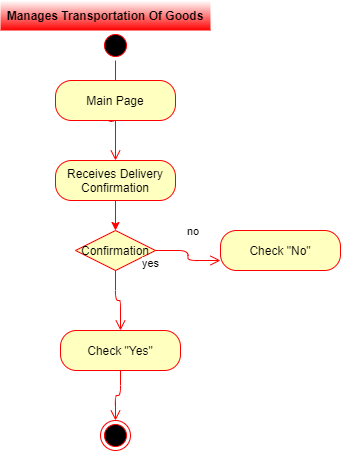 Manages Transportation Of Goods
Main Page
Receives Delivery
Confirmation
Confirmation
no
yes
Check "No"
Check "Yes"